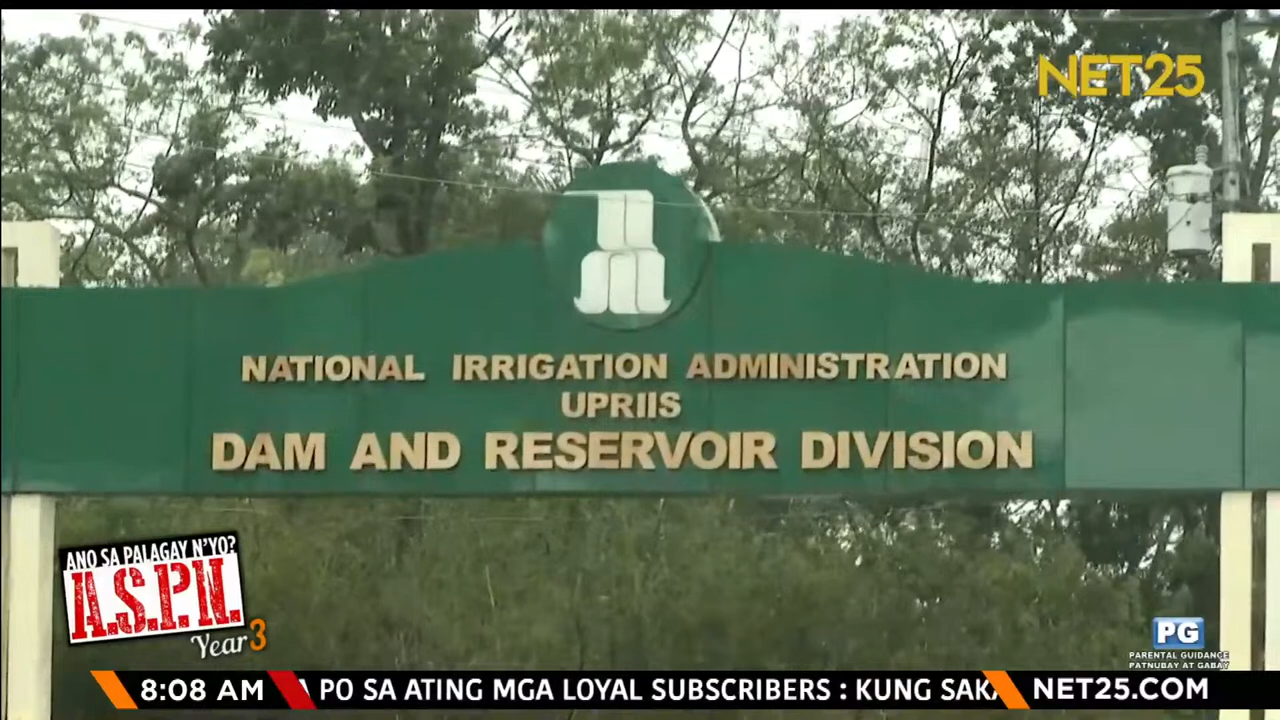 NET25
NATIONAL IRRIGATION ADMINISTRATION
UPRIIS
DAM AND RESERVOIR DIVISION
ANO SA PALAGAY N'YO?
A.S.P.N.
Year 3
PG
PARENTAL GUIDANCE
PATNUBAY AT GABAY
8:08 AM
PO SA ATING MGA LOYAL SUBSCRIBERS : KUNG SAKA
NET25.COM